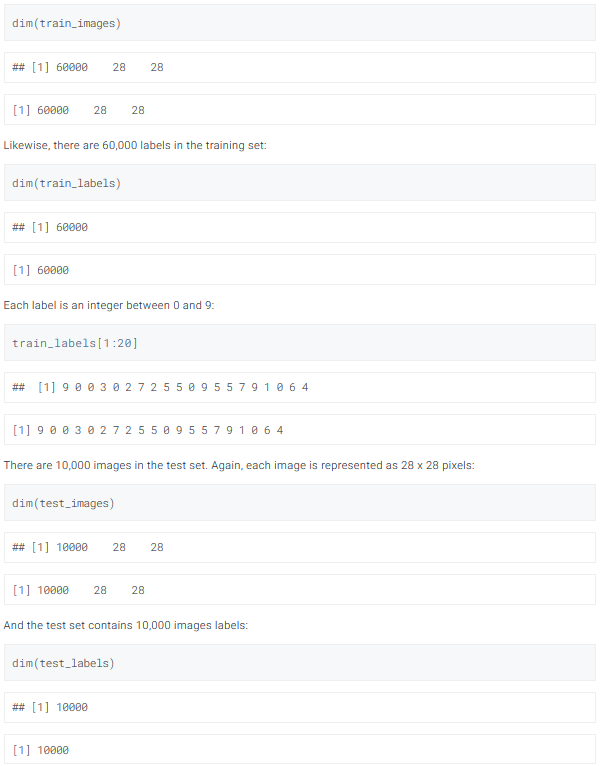 dim(train_images)
## [1] 60000    28    28
[1] 60000    28    28
Likewise, there are 60,000 labels in the training set:
dim(train_labels)
## [1] 60000
[1] 60000
Each label is an integer between 0 and 9:
train_labels[1:20]
##  [1] 9 0 0 3 0 2 7 2 5 5 0 9 5 5 7 9 1 0 6 4
[1] 9 0 0 3 0 2 7 2 5 5 0 9 5 5 7 9 1 0 6 4
There are 10,000 images in the test set. Again, each image is represented as 28 x 28 pixels:
dim(test_images)
## [1] 10000    28    28
[1] 10000    28    28
And the test set contains 10,000 images labels:
dim(test_labels)
## [1] 10000
[1] 10000